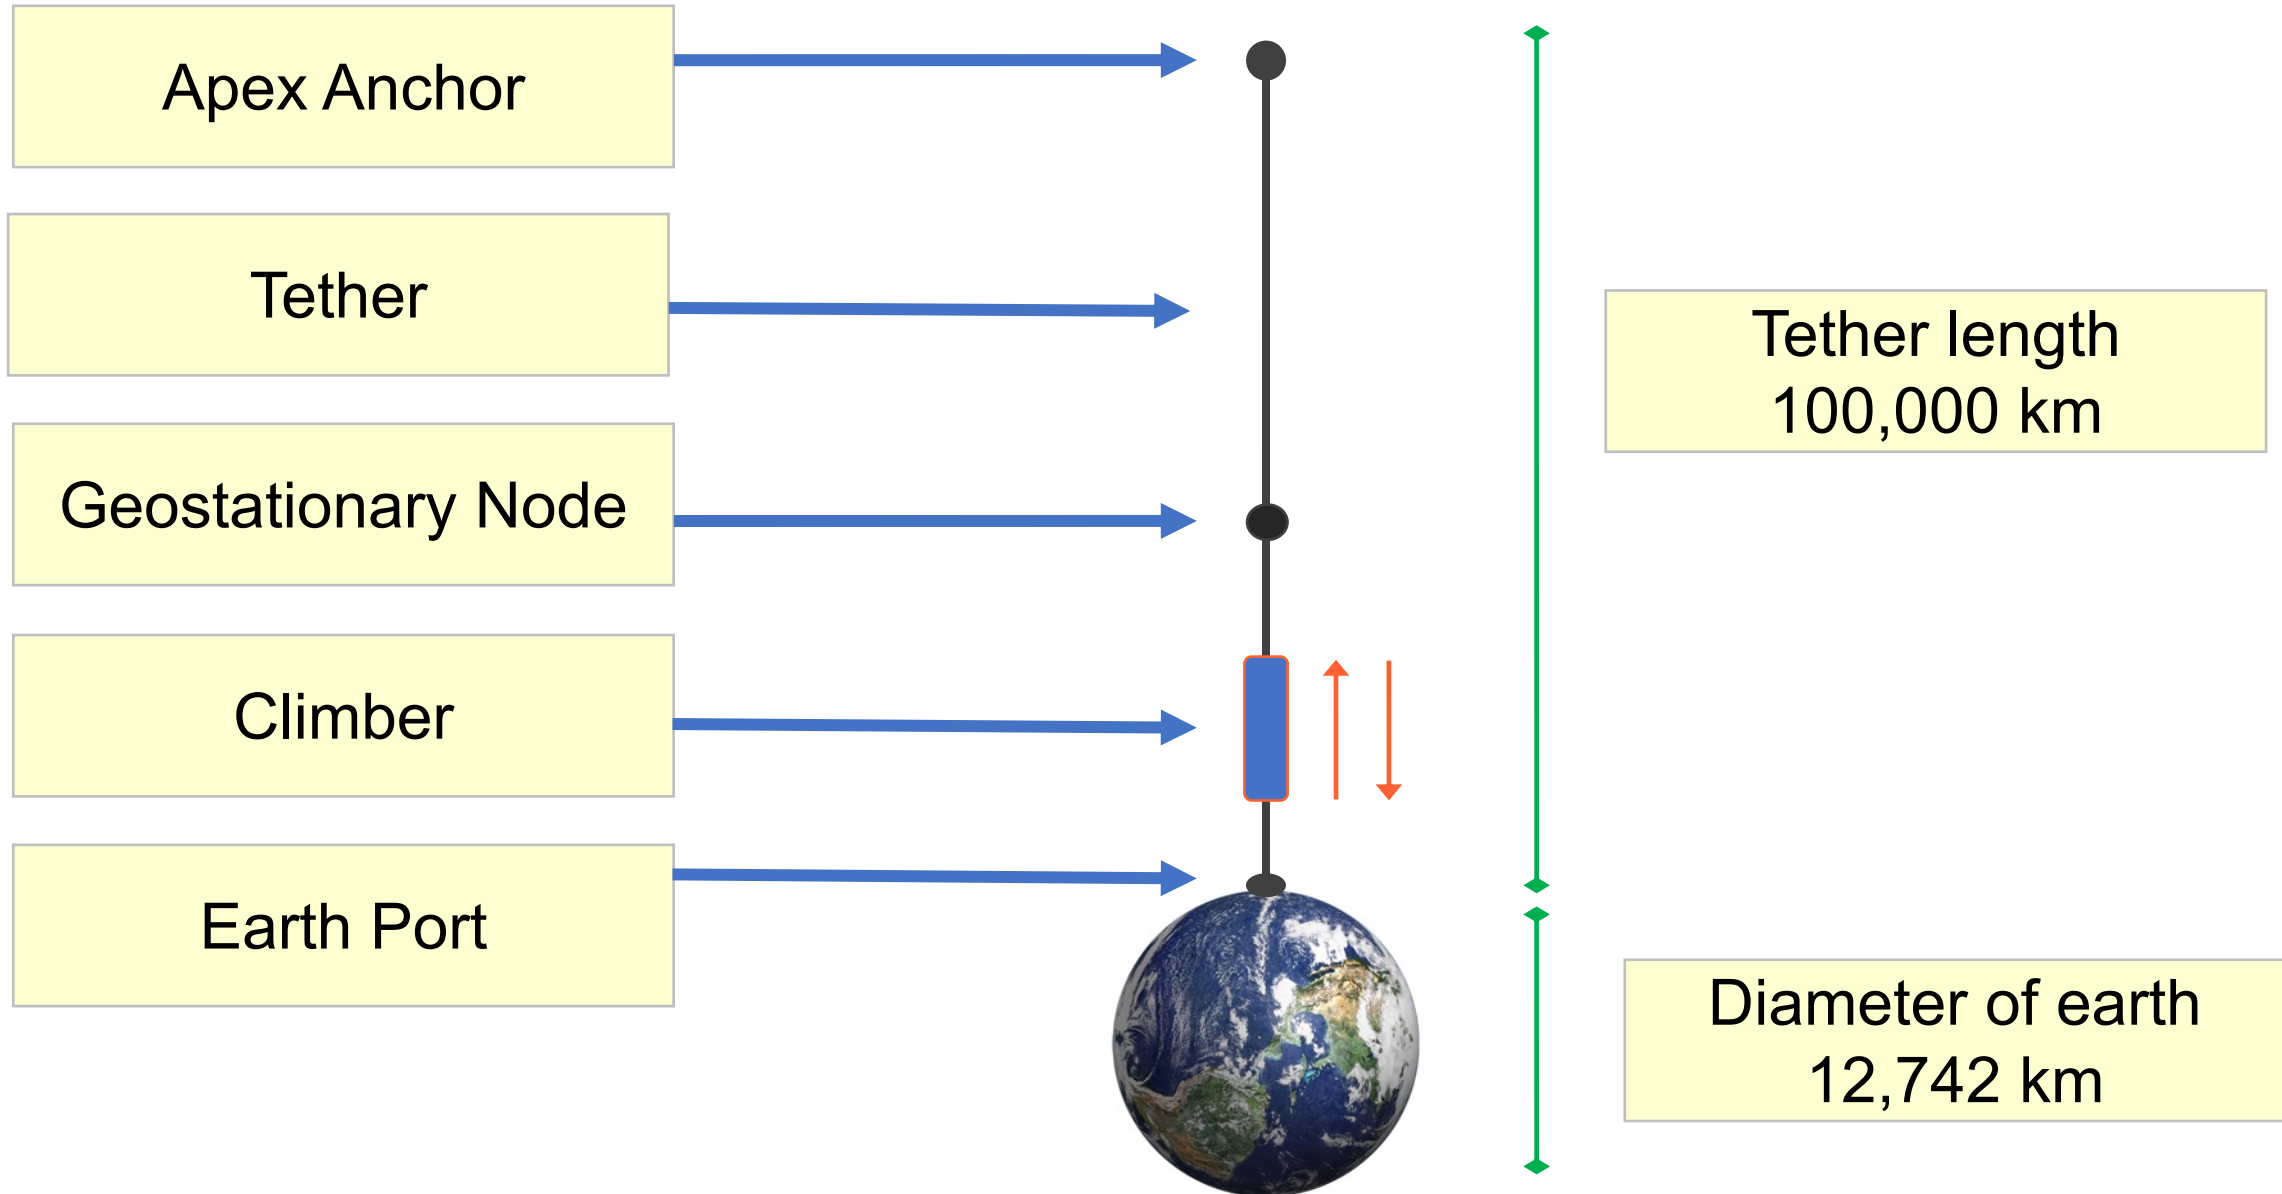 Apex Anchor
Tether
Geostationary Node
Climber
Earth Port
Tether length
100,000 km
Diameter of earth
12,742 km